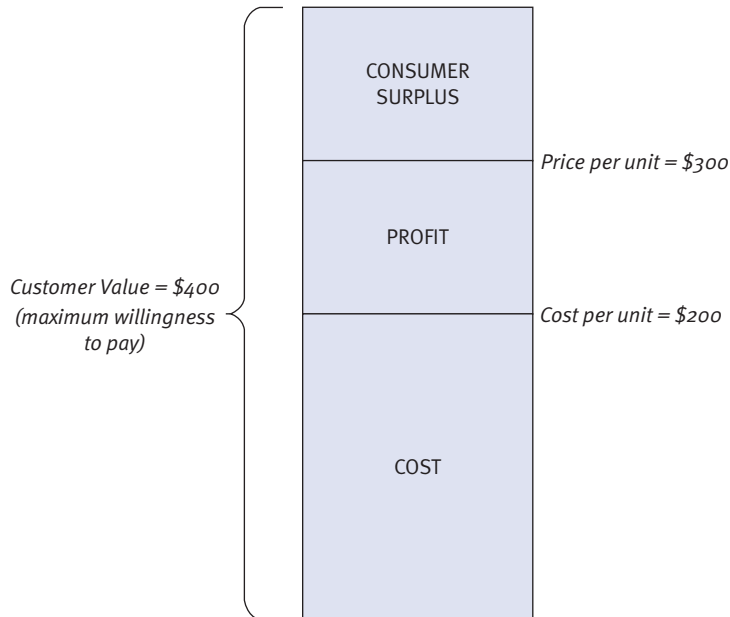 CONSUMER
SURPLUS
Price per unit = $300
PROFIT
Customer Value = $400
(maximum willingness
to pay)
Cost per unit = $200
COST